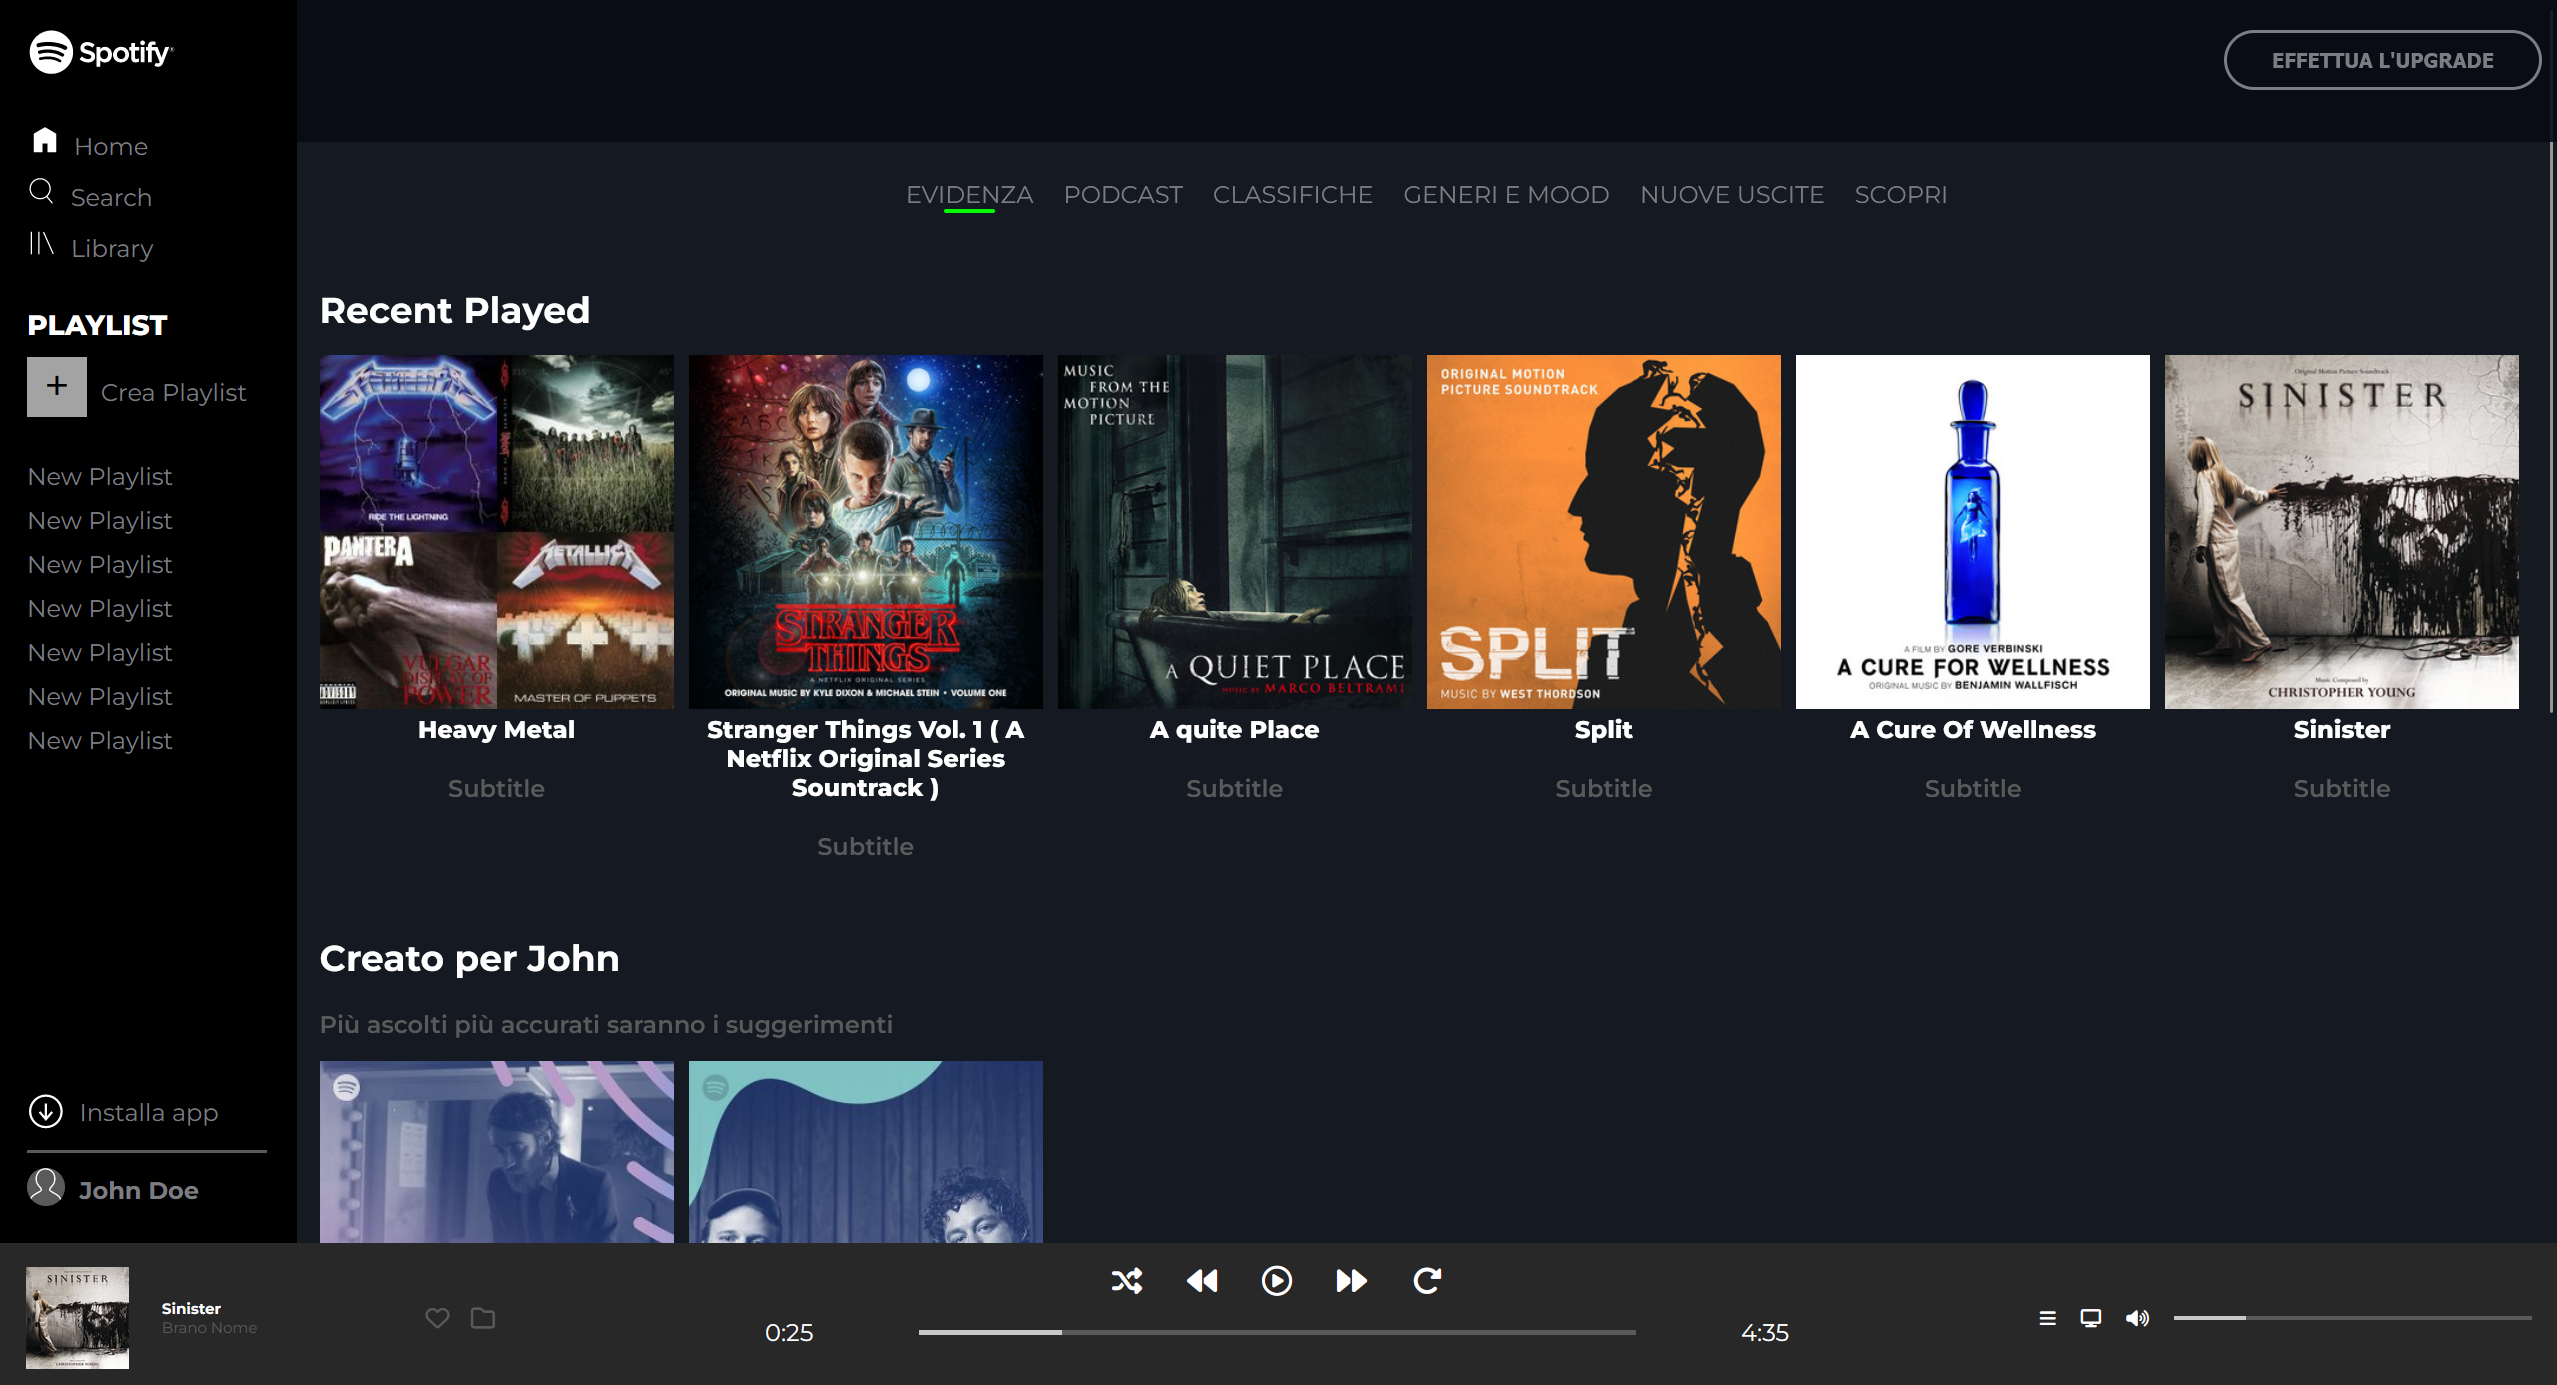 Spotify
Home
Search
Library
PLAYLIST
+ Crea Playlist
New Playlist
New Playlist
New Playlist
New Playlist
New Playlist
New Playlist
New Playlist
Installa app
John Doe
EFFETTUA L'UPGRADE
EVIDENZA PODCAST CLASSIFICHE GENERI E MOOD NUOVE USCITE SCOPRI
Recent Played
METALLICA
RIDE THE LIGHTNING
PANTERA
VULGAR
DISPLAY OF
POWER
METALLICA
MASTER OF PUPPETS
Heavy Metal
Subtitle
STRANGER
THINGS
A NETFLIX ORIGINAL SERIES
ORIGINAL MUSIC BY KYLE DIXON & MICHAEL STEIN • VOLUME ONE
Stranger Things Vol. 1 ( A
Netflix Original Series
Sountrack )
Subtitle
MUSIC
FROM THE
MOTION
PICTURE
A QUIET PLACE
MUSIC BY MARCO BELTRAMI
A quite Place
Subtitle
ORIGINAL MOTION
PICTURE SOUNDTRACK
SPLIT
MUSIC BY WEST THORDSON
Split
Subtitle
A FILM BY GORE VERBINSKI
A CURE FOR WELLNESS
ORIGINAL MUSIC BY BENJAMIN WALLFISCH
A Cure Of Wellness
Subtitle
Original Motion Picture Soundtrack
SINISTER
Music Composed by
CHRISTOPHER YOUNG
Sinister
Subtitle
Creato per John
Più ascolti più accurati saranno i suggerimenti
SINISTER
CHRISTOPHER YOUNG
Sinister
Brano Nome
0:25
4:35